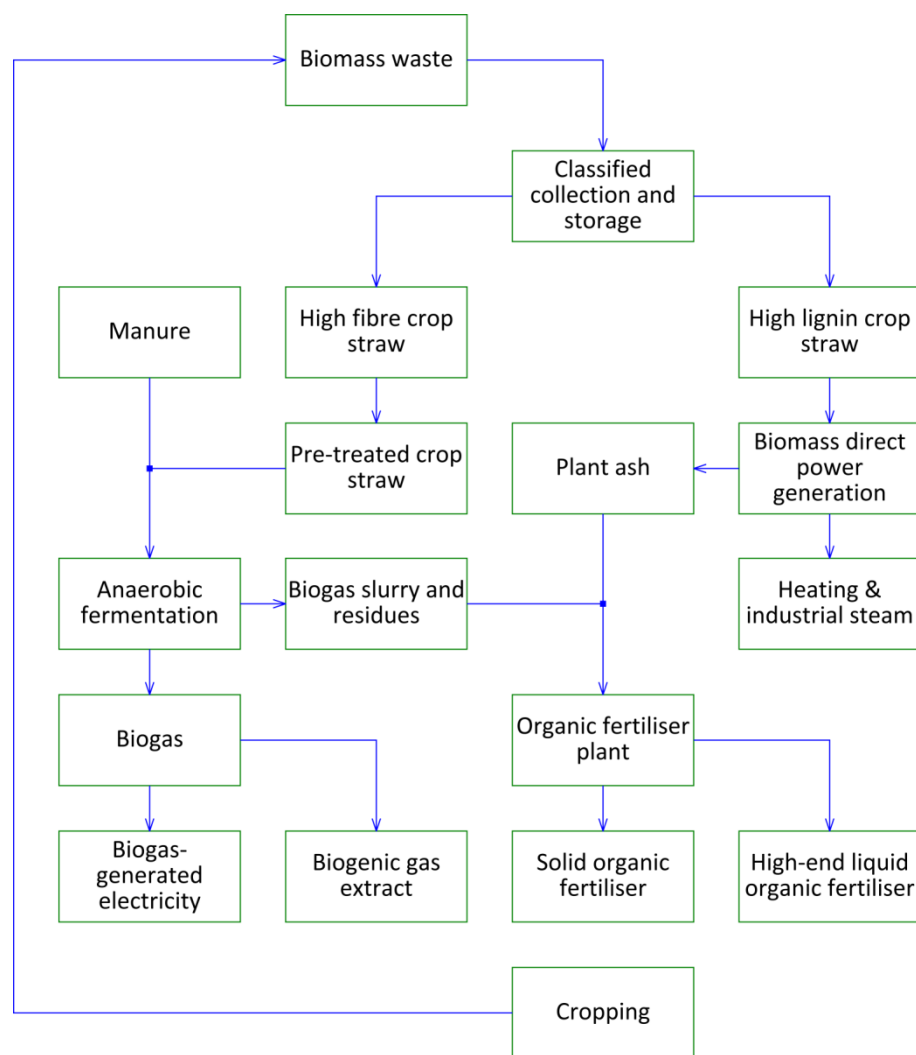 Biomass waste
Classified
collection and
storage
Manure
High fibre crop
straw
High lignin crop
straw
Pre-treated crop
straw
Plant ash
Biomass direct
power
generation
Anaerobic
fermentation
Biogas slurry and
residues
Heating &
industrial steam
Biogas
Organic fertiliser
plant
Biogas-
generated
electricity
Biogenic gas
extract
Solid organic
fertiliser
High-end liquid
organic fertiliser
Cropping